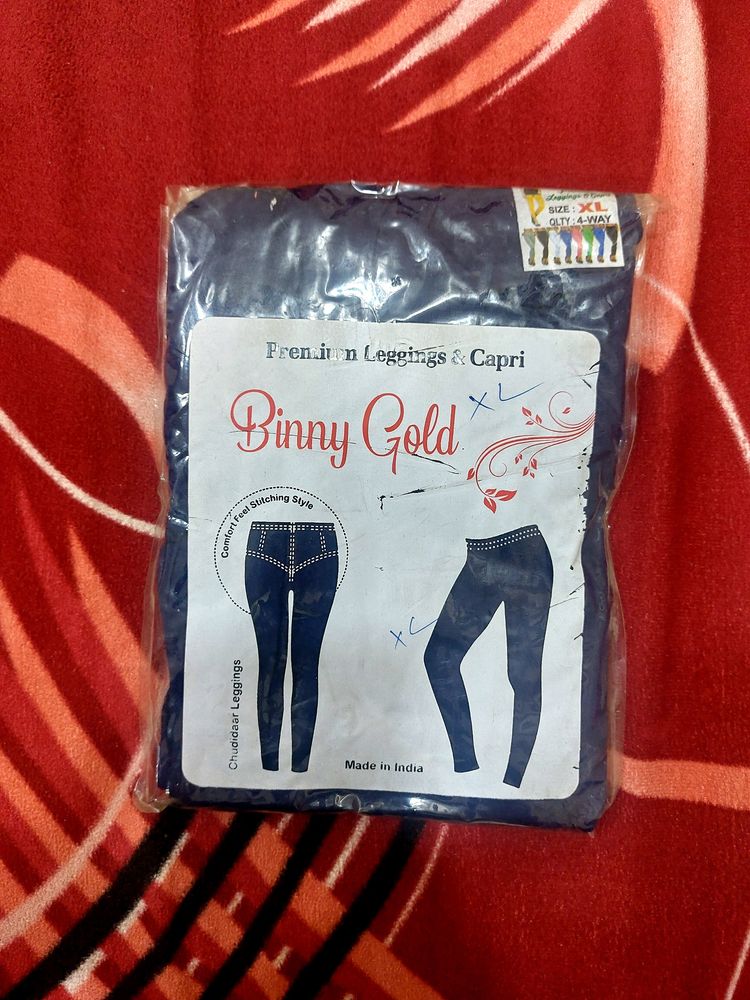 Leggings &
SIZE : XL
QLTY : 4-WAY
Premium Leggings & Capri
XL
Binny Gold
Comfort Feel Stitching Style
XL
Chudidaar Leggings
Made in India